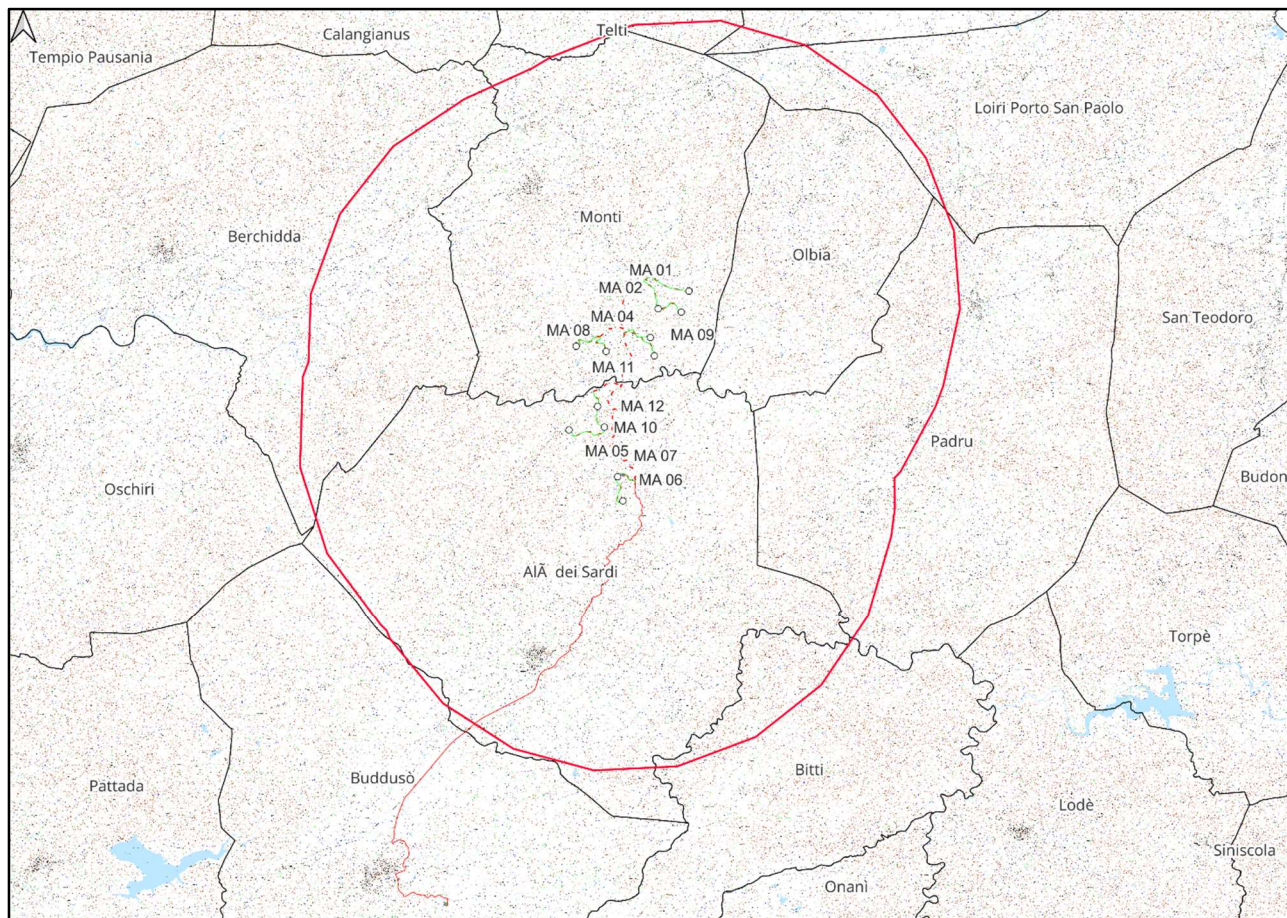 Telti
Calangianus
Tempio Pausania
Loiri Porto San Paolo
Monti
Berchidda
Olbia
MA 01
MA 02
San Teodoro
MA 04
MA 08
MA 09
MA 11
MA 12
MA 10
Padru
MA 05
MA 07
MA 06
Oschiri
Budon
AlÃ  dei Sardi
Torpè
Bitti
Buddusò
Pattada
Lodè
Siniscola
Onanì